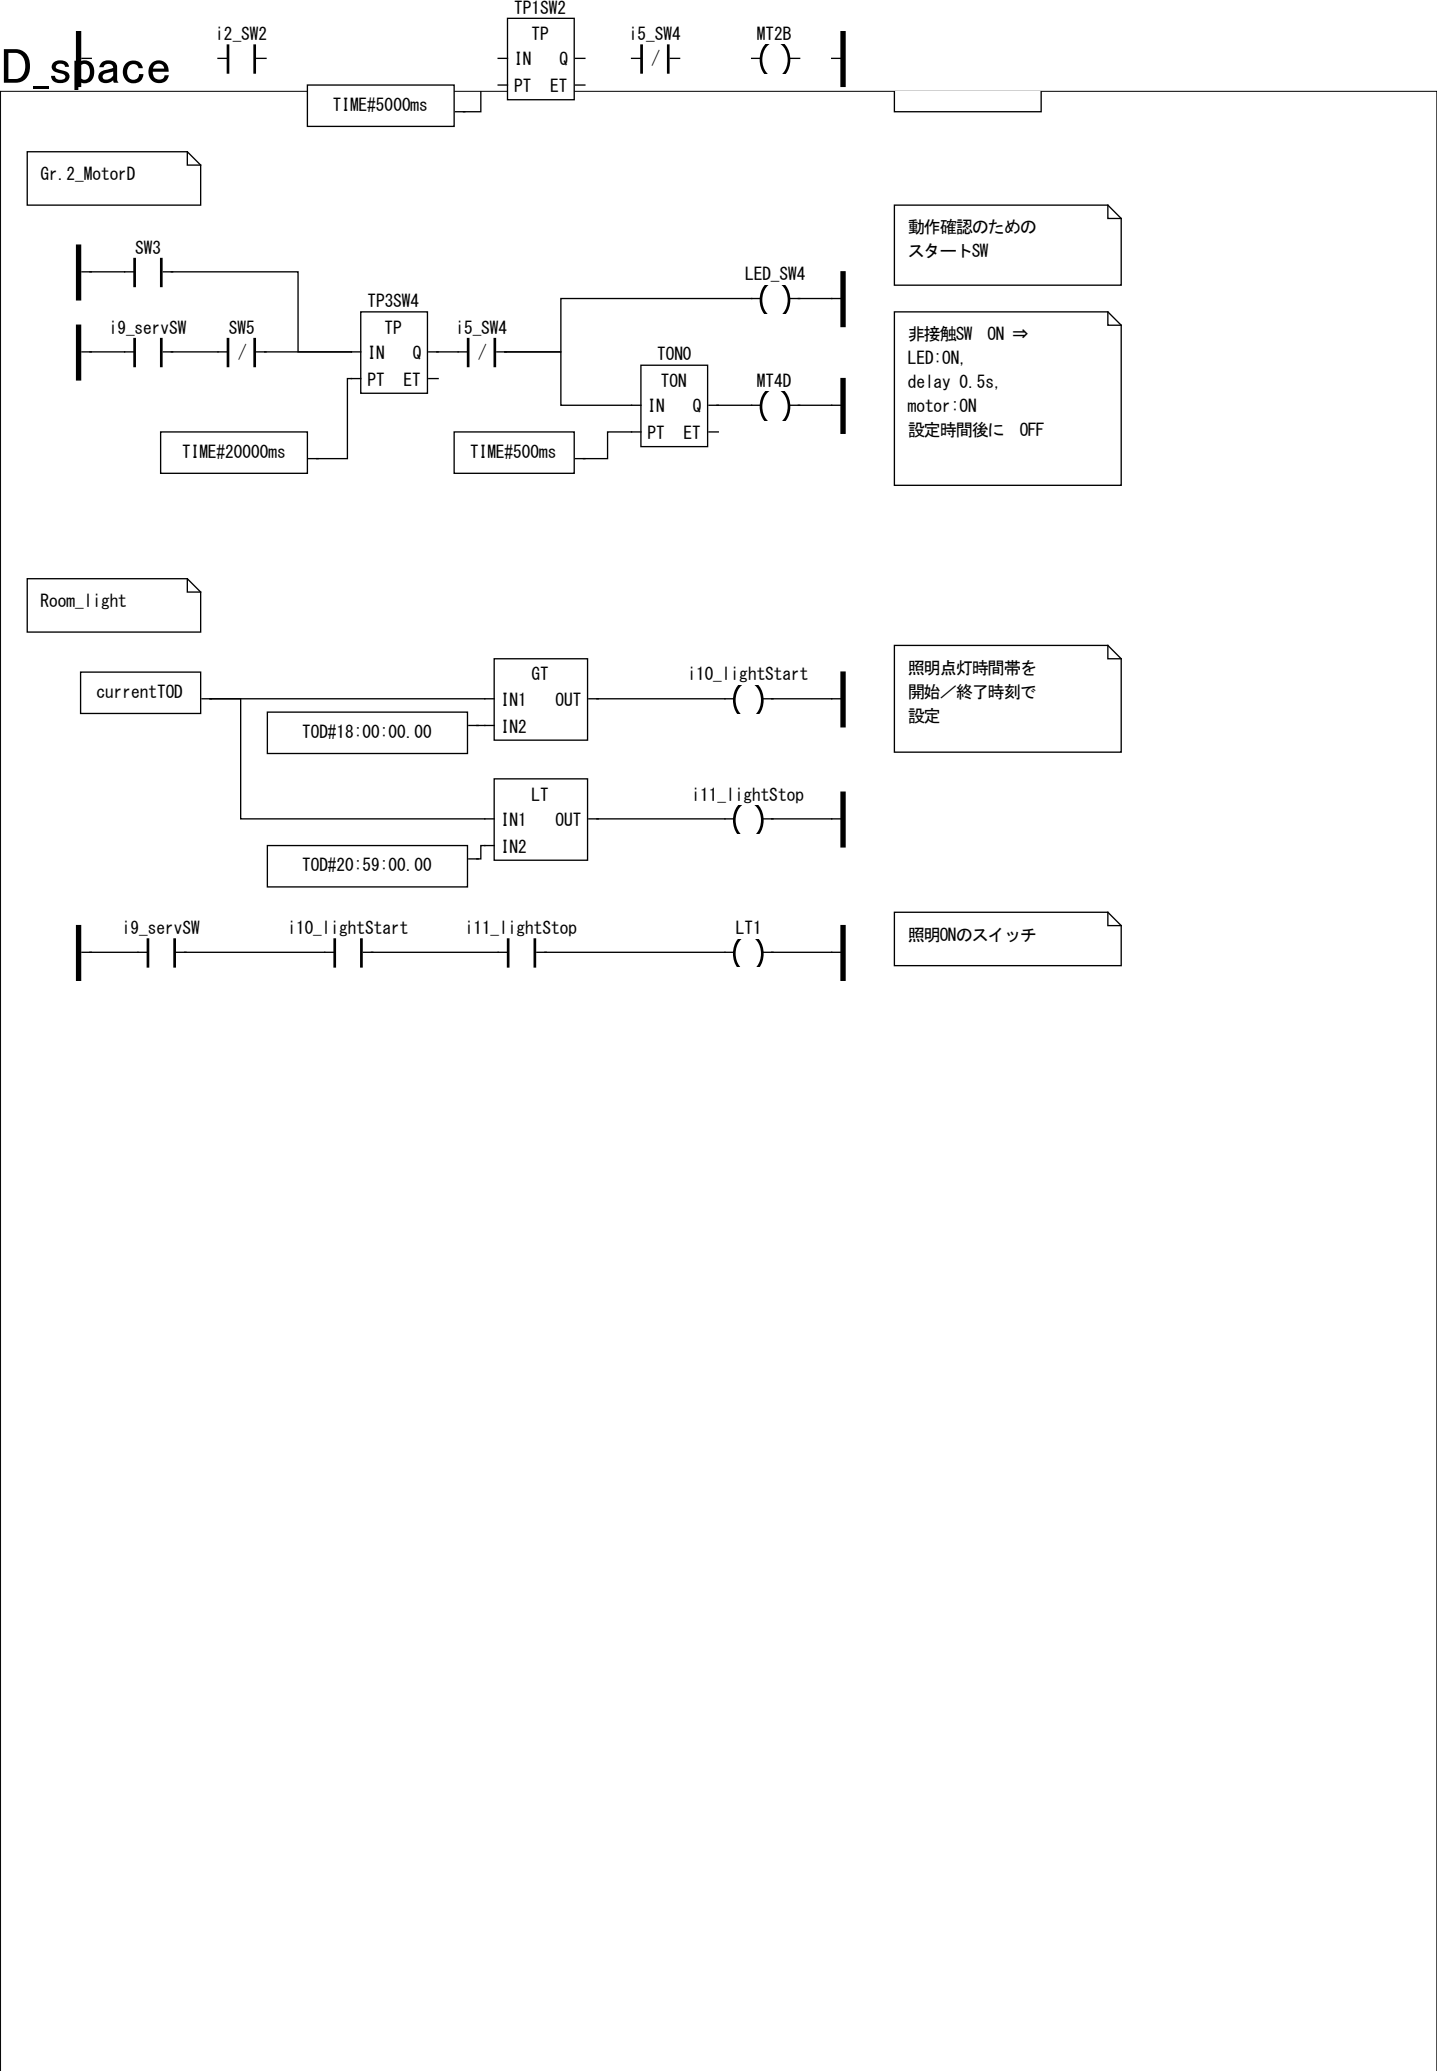 TP1SW2
i2_SW2
TP
i5_SW4
MT2B
IN Q
D_space
PT ET
TIME#5000ms
Gr.2_MotorD
動作確認のための
スタートSW
SW3
LED_SW4
TP3SW4
i9_servSW
SW5
TP
i5_SW4
非接触SW ON ⇒
LED:ON,
delay 0.5s,
motor:ON
設定時間後に OFF
IN Q
TON0
PT ET
TON
MT4D
IN Q
PT ET
TIME#20000ms
TIME#500ms
Room_light
照明点灯時間帯を
開始／終了時刻で
設定
GT
i10_lightStart
currentTOD
IN1 OUT
IN2
TOD#18:00:00.00
LT
i11_lightStop
IN1 OUT
IN2
TOD#20:59:00.00
i9_servSW
i10_lightStart
i11_lightStop
LT1
照明ONのスイッチ